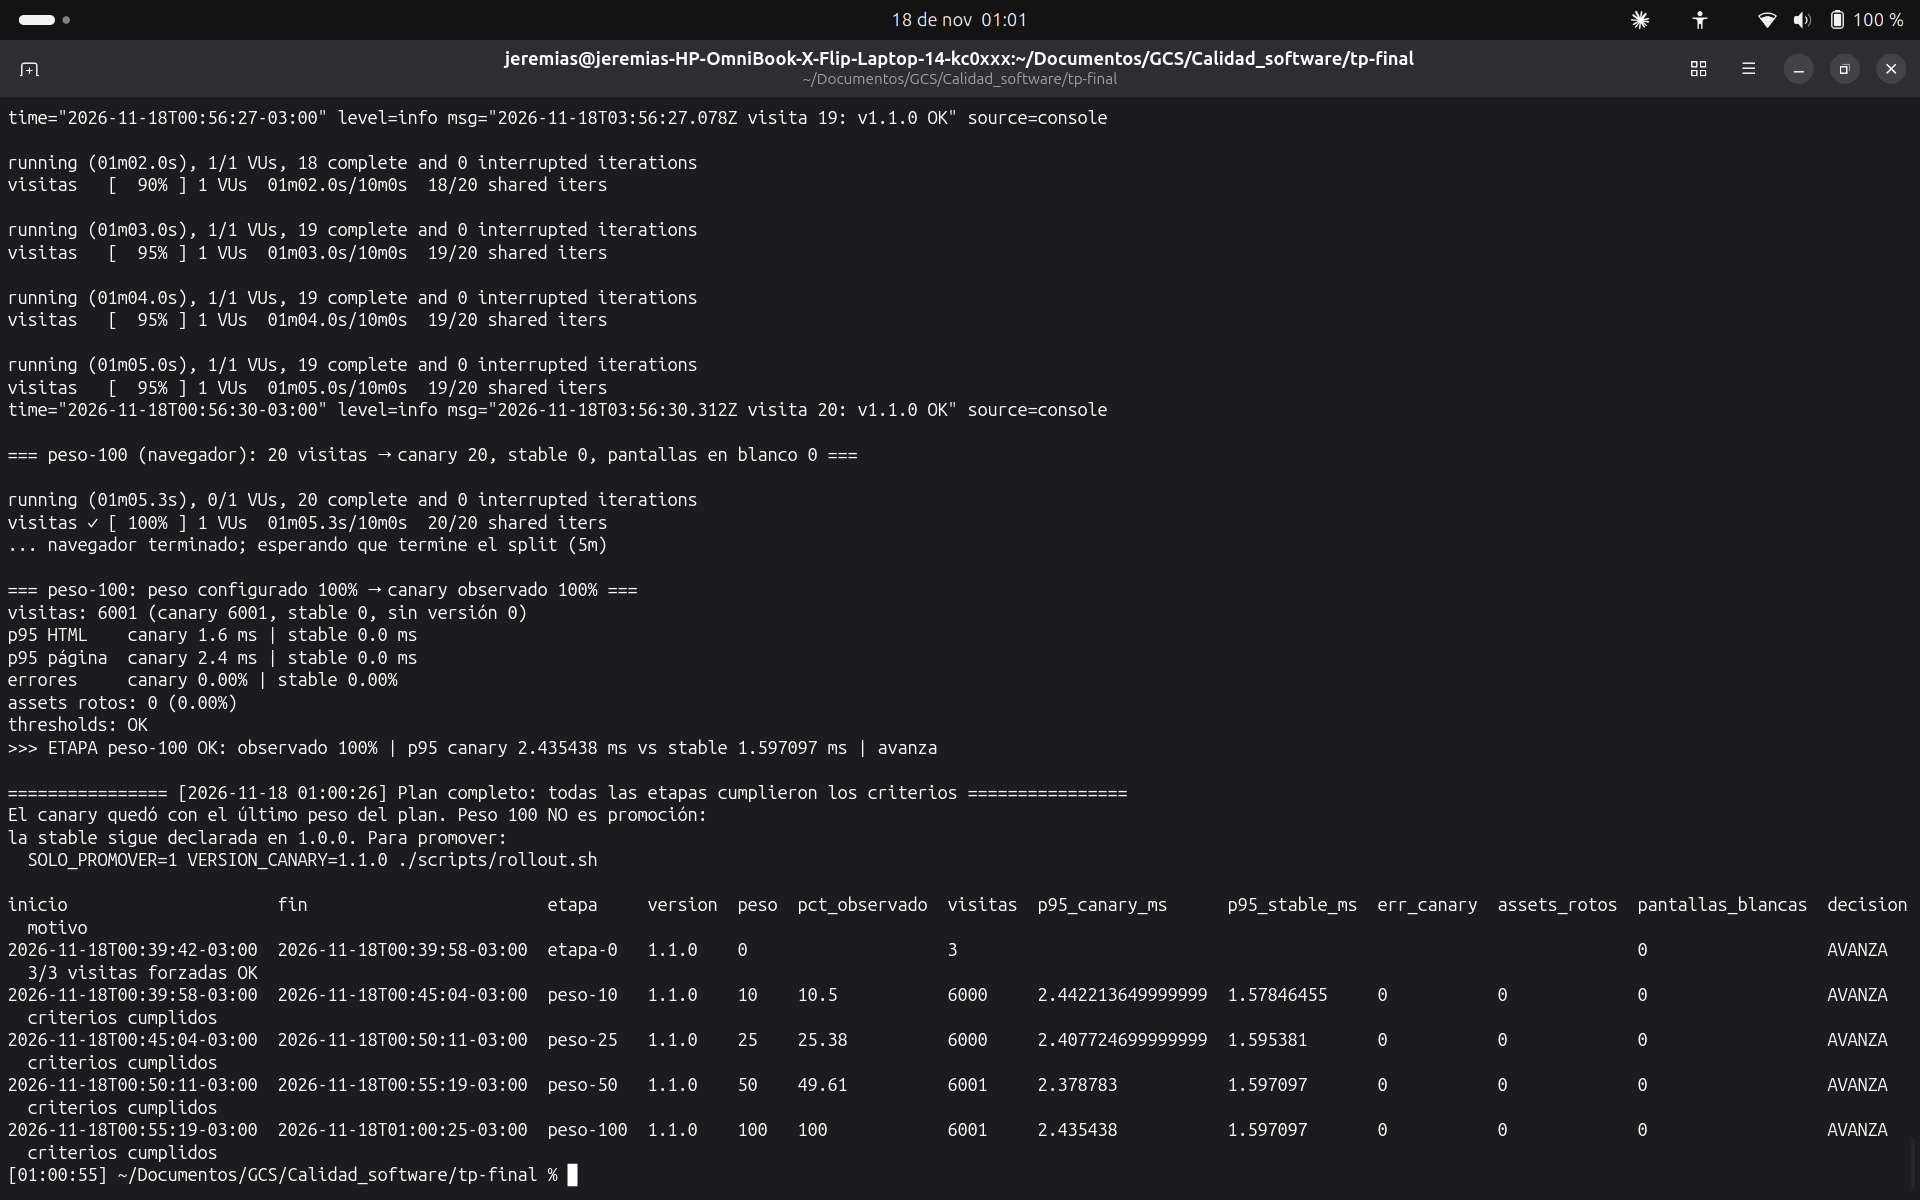 18 de nov 01:01
100 %
jeremias@jeremias-HP-OmniBook-X-Flip-Laptop-14-kc0xxx:~/Documentos/GCS/Calidad_software/tp-final
~/Documentos/GCS/Calidad_software/tp-final
time="2026-11-18T00:56:27-03:00" level=info msg="2026-11-18T03:56:27.078Z visita 19: v1.1.0 OK" source=console
running (01m02.0s), 1/1 VUs, 18 complete and 0 interrupted iterations
visitas   [  90% ] 1 VUs  01m02.0s/10m0s  18/20 shared iters
running (01m03.0s), 1/1 VUs, 19 complete and 0 interrupted iterations
visitas   [  95% ] 1 VUs  01m03.0s/10m0s  19/20 shared iters
running (01m04.0s), 1/1 VUs, 19 complete and 0 interrupted iterations
visitas   [  95% ] 1 VUs  01m04.0s/10m0s  19/20 shared iters
running (01m05.0s), 1/1 VUs, 19 complete and 0 interrupted iterations
visitas   [  95% ] 1 VUs  01m05.0s/10m0s  19/20 shared iters
time="2026-11-18T00:56:30-03:00" level=info msg="2026-11-18T03:56:30.312Z visita 20: v1.1.0 OK" source=console
=== peso-100 (navegador): 20 visitas → canary 20, stable 0, pantallas en blanco 0 ===
running (01m05.3s), 0/1 VUs, 20 complete and 0 interrupted iterations
visitas ✓ [ 100% ] 1 VUs  01m05.3s/10m0s  20/20 shared iters
... navegador terminado; esperando que termine el split (5m)
=== peso-100: peso configurado 100% → canary observado 100% ===
visitas: 6001 (canary 6001, stable 0, sin versión 0)
p95 HTML    canary 1.6 ms | stable 0.0 ms
p95 página  canary 2.4 ms | stable 0.0 ms
errores     canary 0.00% | stable 0.00%
assets rotos: 0 (0.00%)
thresholds: OK
>>> ETAPA peso-100 OK: observado 100% | p95 canary 2.435438 ms vs stable 1.597097 ms | avanza
================ [2026-11-18 01:00:26] Plan completo: todas las etapas cumplieron los criterios ================
El canary quedó con el último peso del plan. Peso 100 NO es promoción:
la stable sigue declarada en 1.0.0. Para promover:
  SOLO_PROMOVER=1 VERSION_CANARY=1.1.0 ./scripts/rollout.sh
inicio                     fin                        etapa     version  peso  pct_observado  visitas  p95_canary_ms      p95_stable_ms  err_canary  assets_rotos  pantallas_blancas  decision
  motivo
2026-11-18T00:39:42-03:00  2026-11-18T00:39:58-03:00  etapa-0   1.1.0    0                    3                                                                    0                  AVANZA
  3/3 visitas forzadas OK
2026-11-18T00:39:58-03:00  2026-11-18T00:45:04-03:00  peso-10   1.1.0    10    10.5           6000     2.442213649999999  1.57846455     0           0             0                  AVANZA
  criterios cumplidos
2026-11-18T00:45:04-03:00  2026-11-18T00:50:11-03:00  peso-25   1.1.0    25    25.38          6000     2.407724699999999  1.595381       0           0             0                  AVANZA
  criterios cumplidos
2026-11-18T00:50:11-03:00  2026-11-18T00:55:19-03:00  peso-50   1.1.0    50    49.61          6001     2.378783           1.597097       0           0             0                  AVANZA
  criterios cumplidos
2026-11-18T00:55:19-03:00  2026-11-18T01:00:25-03:00  peso-100  1.1.0    100   100            6001     2.435438           1.597097       0           0             0                  AVANZA
  criterios cumplidos
[01:00:55] ~/Documentos/GCS/Calidad_software/tp-final %